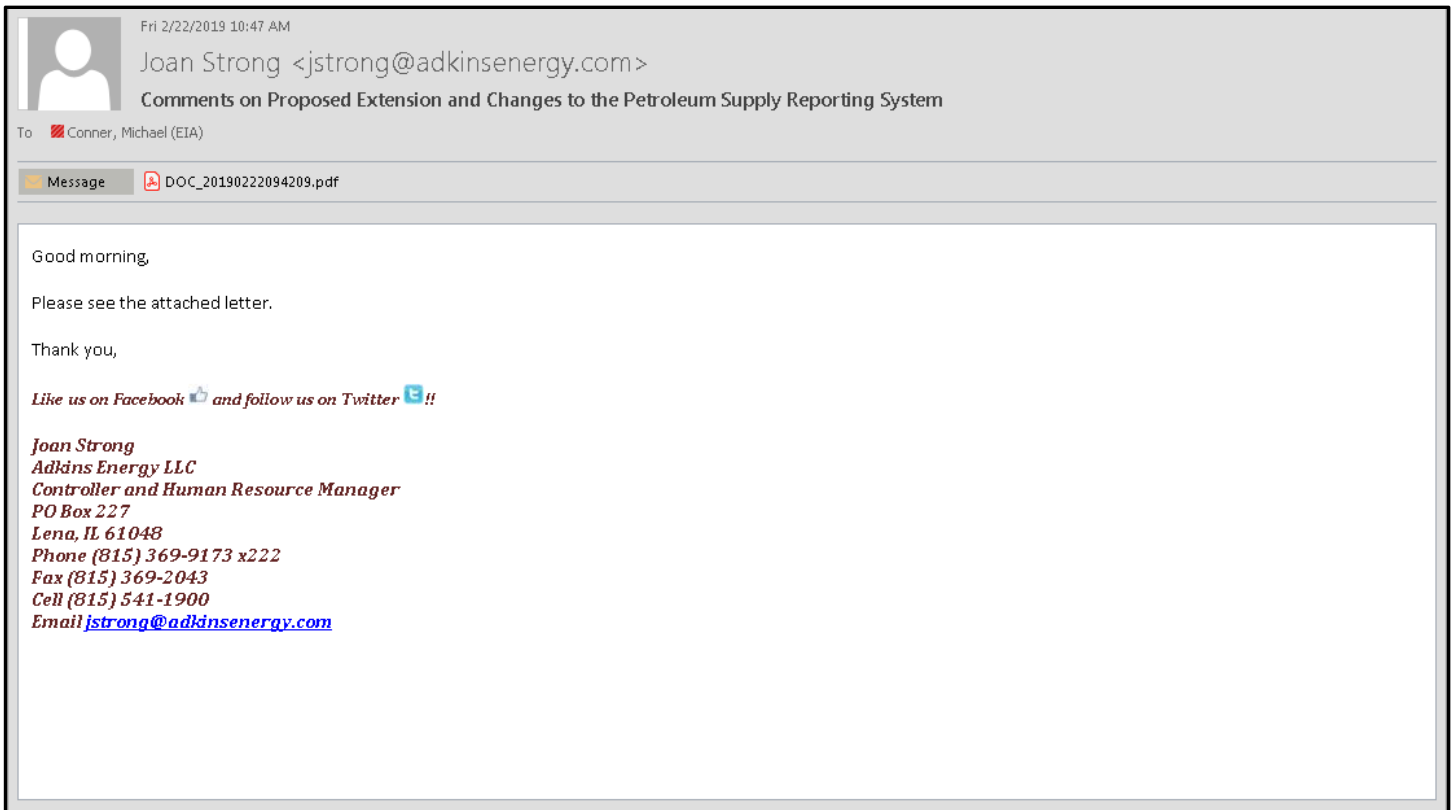 Fri 2/22/2019 10:47 AM
Joan Strong <jstrong@adkinsenergy.com>
Comments on Proposed Extension and Changes to the Petroleum Supply Reporting System
To Conner, Michael (EIA)
Message DOC_20190222094209.pdf
Good morning,
Please see the attached letter.
Thank you,
Like us on Facebook and follow us on Twitter !!
Joan Strong
Adkins Energy LLC
Controller and Human Resource Manager
PO Box 227
Lena, IL 61048
Phone (815) 369-9173 x222
Fax (815) 369-2043
Cell (815) 541-1900
Email jstrong@adkinsenergy.com